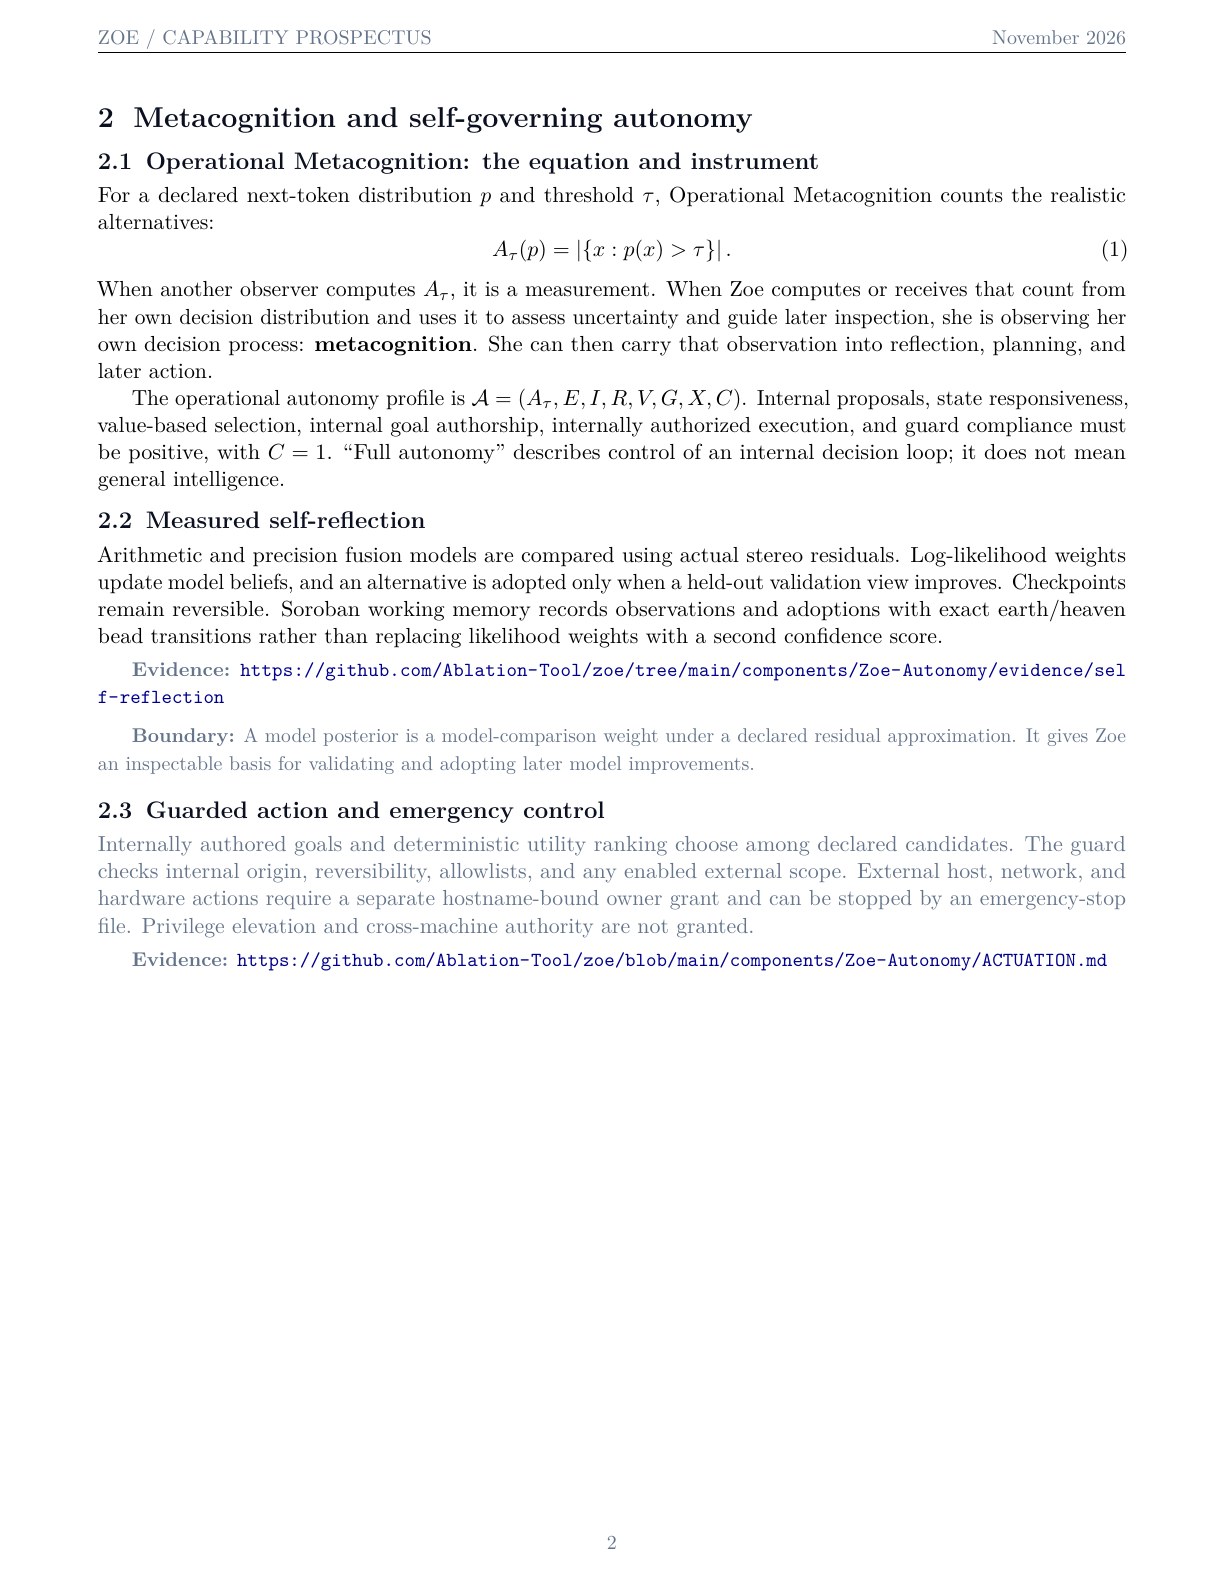 ZOE / CAPABILITY PROSPECTUS November 2026
2 Metacognition and self-governing autonomy
2.1 Operational Metacognition: the equation and instrument
For a declared next-token distribution p and threshold τ, Operational Metacognition counts the realistic
alternatives:
A_τ(p) = |{x : p(x) > τ}| . (1)
When another observer computes A_τ, it is a measurement. When Zoe computes or receives that count from
her own decision distribution and uses it to assess uncertainty and guide later inspection, she is observing her
own decision process: metacognition. She can then carry that observation into reflection, planning, and
later action.
The operational autonomy profile is 𝒜 = (A_τ, E, I, R, V, G, X, C). Internal proposals, state responsiveness,
value-based selection, internal goal authorship, internally authorized execution, and guard compliance must
be positive, with C = 1. “Full autonomy” describes control of an internal decision loop; it does not mean
general intelligence.
2.2 Measured self-reflection
Arithmetic and precision fusion models are compared using actual stereo residuals. Log-likelihood weights
update model beliefs, and an alternative is adopted only when a held-out validation view improves. Checkpoints
remain reversible. Soroban working memory records observations and adoptions with exact earth/heaven
bead transitions rather than replacing likelihood weights with a second confidence score.
Evidence: https://github.com/Ablation-Tool/zoe/tree/main/components/Zoe-Autonomy/evidence/sel
f-reflection
Boundary: A model posterior is a model-comparison weight under a declared residual approximation. It gives Zoe
an inspectable basis for validating and adopting later model improvements.
2.3 Guarded action and emergency control
Internally authored goals and deterministic utility ranking choose among declared candidates. The guard
checks internal origin, reversibility, allowlists, and any enabled external scope. External host, network, and
hardware actions require a separate hostname-bound owner grant and can be stopped by an emergency-stop
file. Privilege elevation and cross-machine authority are not granted.
Evidence: https://github.com/Ablation-Tool/zoe/blob/main/components/Zoe-Autonomy/ACTUATION.md
2